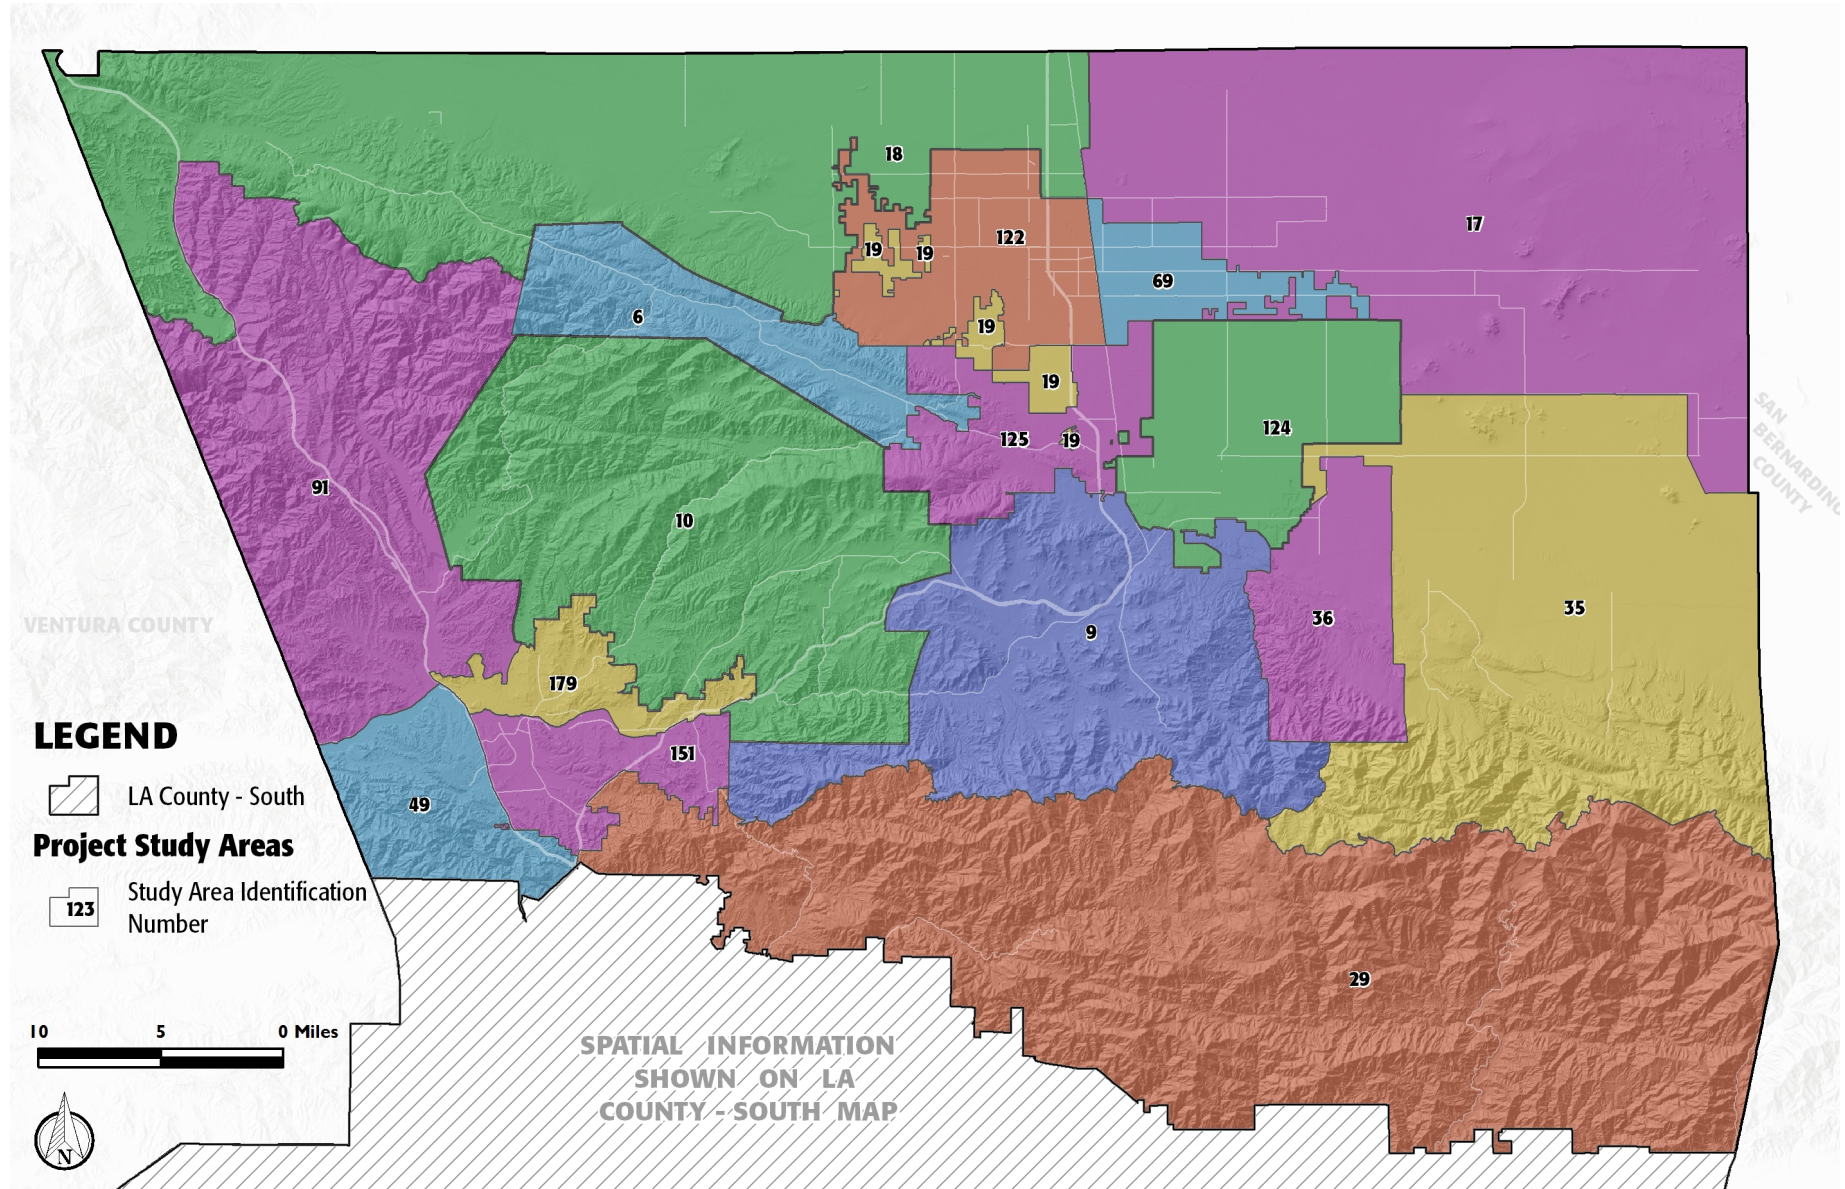 18
17
122
19
19
69
6
19
19
125
19
124
SAN
BERNARDINO
COUNTY
91
10
35
36
VENTURA COUNTY
9
179
LEGEND
151
LA County - South
49
Project Study Areas
123
Study Area Identification
Number
29
10 5 0 Miles
SPATIAL INFORMATION
SHOWN ON LA
COUNTY - SOUTH MAP
N